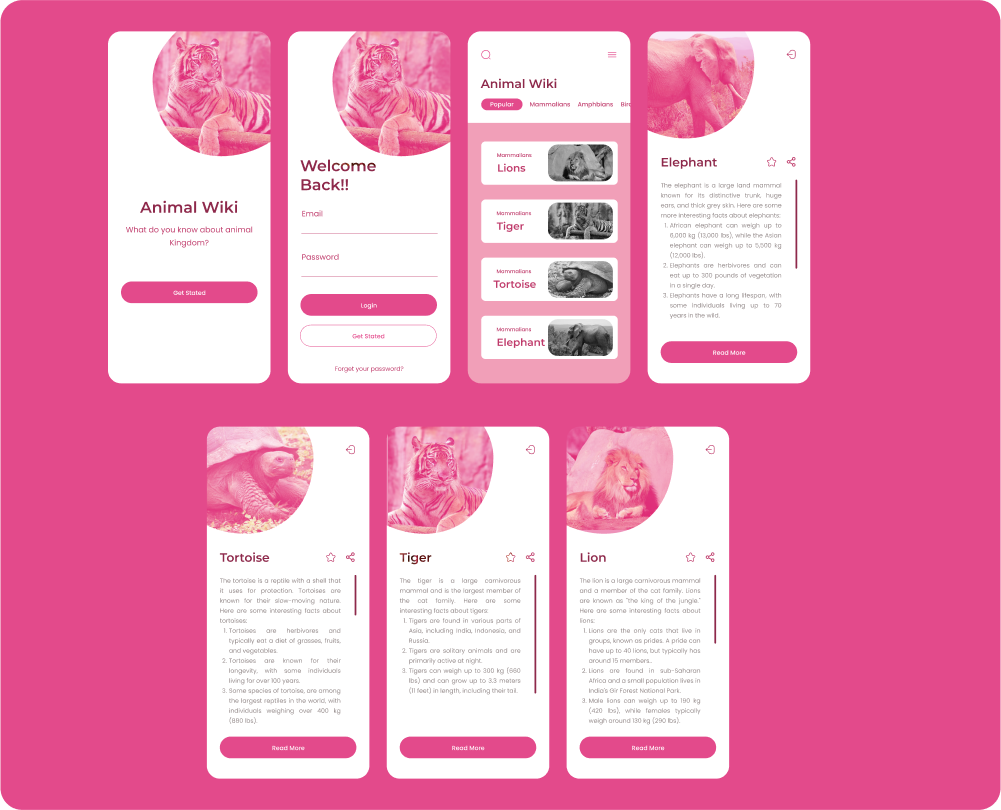 Animal Wiki
What do you know about animal
Kingdom?
Get Stated
Welcome
Back!!
Email
Password
Login
Get Stated
Forget your password?
Animal Wiki
Popular Mammalians Amphbians Bir
Mammalians
Lions
Mammalians
Tiger
Mammalians
Tortoise
Mammalians
Elephant
Elephant
The elephant is a large land mammal
known for its distinctive trunk, huge
ears, and thick grey skin. Here are some
more interesting facts about elephants:
1. African elephant can weigh up to
6,000 kg (13,000 lbs), while the Asian
elephant can weigh up to 5,500 kg
(12,000 lbs).
2. Elephants are herbivores and can
eat up to 300 pounds of vegetation
in a single day.
3. Elephants have a long lifespan, with
some individuals living up to 70
years in the wild.
Read More
Tortoise
The tortoise is a reptile with a shell that
it uses for protection. Tortoises are
known for their slow-moving nature.
Here are some interesting facts about
tortoises:
1. Tortoises are herbivores and
typically eat a diet of grasses, fruits,
and vegetables.
2. Tortoises are known for their
longevity, with some individuals
living for over 100 years.
3. Some species of tortoise, are among
the largest reptiles in the world, with
individuals weighing over 400 kg
(880 lbs).
Read More
Tiger
The tiger is a large carnivorous
mammal and is the largest member of
the cat family. Here are some
interesting facts about tigers:
1. Tigers are found in various parts of
Asia, including India, Indonesia, and
Russia.
2. Tigers are solitary animals and are
primarily active at night.
3. Tigers can weigh up to 300 kg (660
lbs) and can grow up to 3.3 meters
(11 feet) in length, including their tail.
Read More
Lion
The lion is a large carnivorous mammal
and a member of the cat family. Lions
are known as "the king of the jungle."
Here are some interesting facts about
lions:
1. Lions are the only cats that live in
groups, known as prides. A pride can
have up to 40 lions, but typically has
around 15 members..
2. Lions are found in sub-Saharan
Africa and a small population lives in
India's Gir Forest National Park.
3. Male lions can weigh up to 190 kg
(420 lbs), while females typically
weigh around 130 kg (290 lbs).
Read More